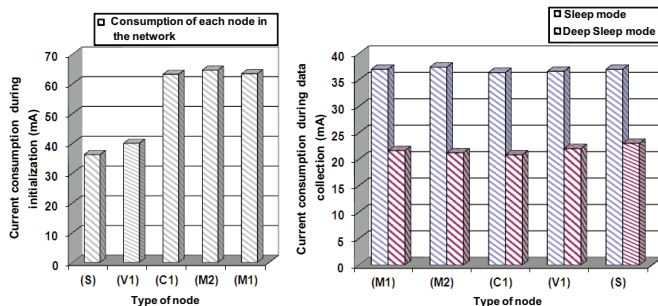 Consumption of each node in
the network
Current consumption during
initialization (mA)
70
60
50
40
30
20
10
0
(S) (V1) (C1) (M2) (M1)
Type of node
Sleep mode
Deep Sleep mode
Current consumption during data
collection (mA)
40
35
30
25
20
15
10
5
0
(M1) (M2) (C1) (V1) (S)
Type of node